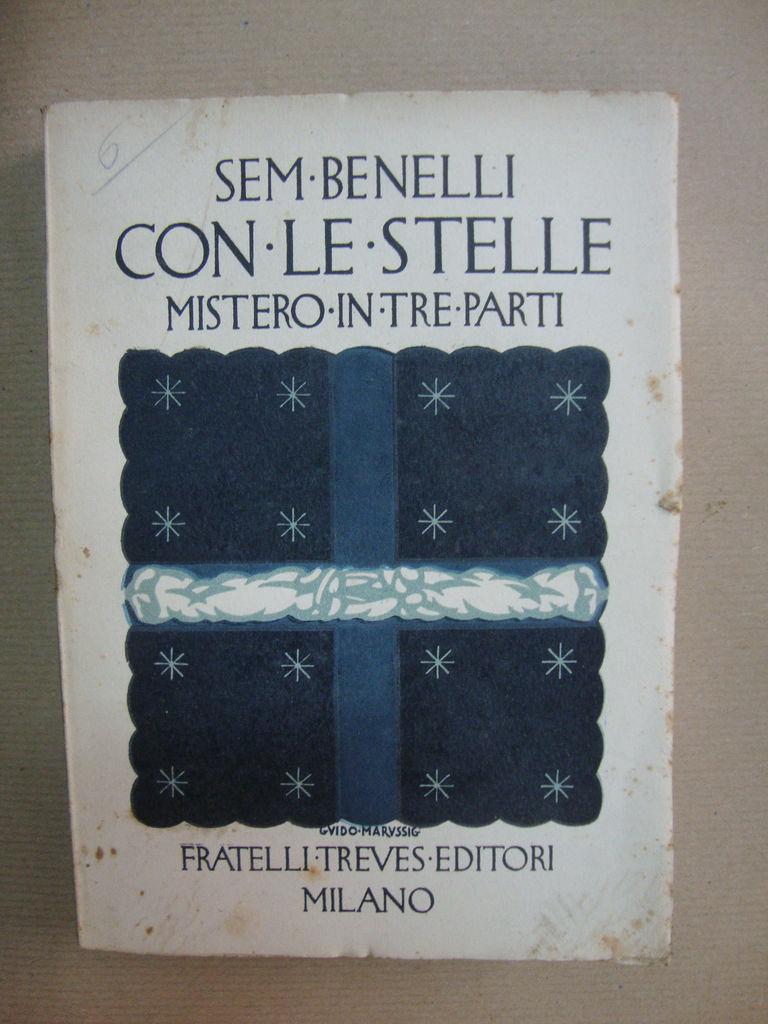 6
SEM·BENELLI
CON·LE·STELLE
MISTERO·IN·TRE·PARTI
GVIDO·MARVSSIG
FRATELLI·TREVES·EDITORI
MILANO